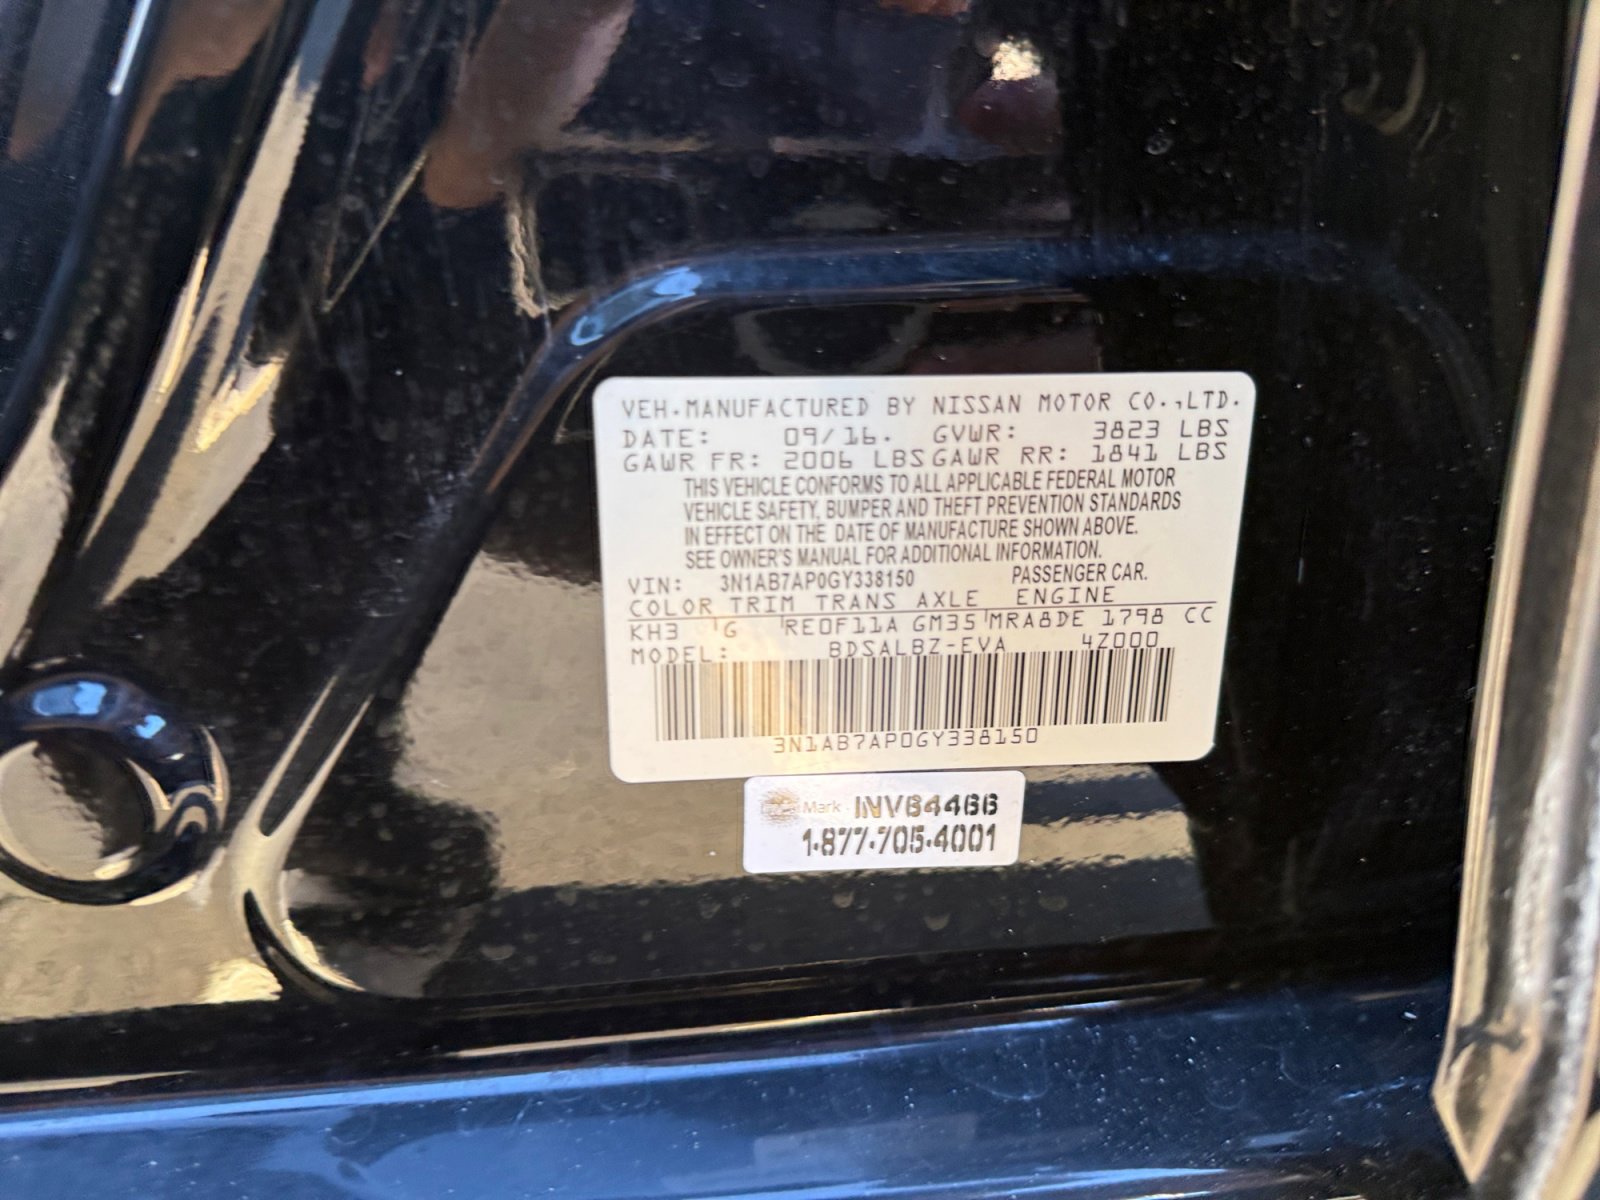 VEH.MANUFACTURED BY NISSAN MOTOR CO.,LTD.
DATE: 09/16. GVWR: 3823 LBS
GAWR FR: 2006 LBS GAWR RR: 1841 LBS
THIS VEHICLE CONFORMS TO ALL APPLICABLE FEDERAL MOTOR
VEHICLE SAFETY, BUMPER AND THEFT PREVENTION STANDARDS
IN EFFECT ON THE DATE OF MANUFACTURE SHOWN ABOVE.
SEE OWNER'S MANUAL FOR ADDITIONAL INFORMATION.
VIN: 3N1AB7AP0GY338150 PASSENGER CAR.
COLOR TRIM TRANS AXLE ENGINE
KH3 G RE0F11A GM35 MRA8DE 1798 CC
MODEL: BDSALBZ-EVA 4Z000
3N1AB7AP0GY338150
Mark
1-877-705-4001